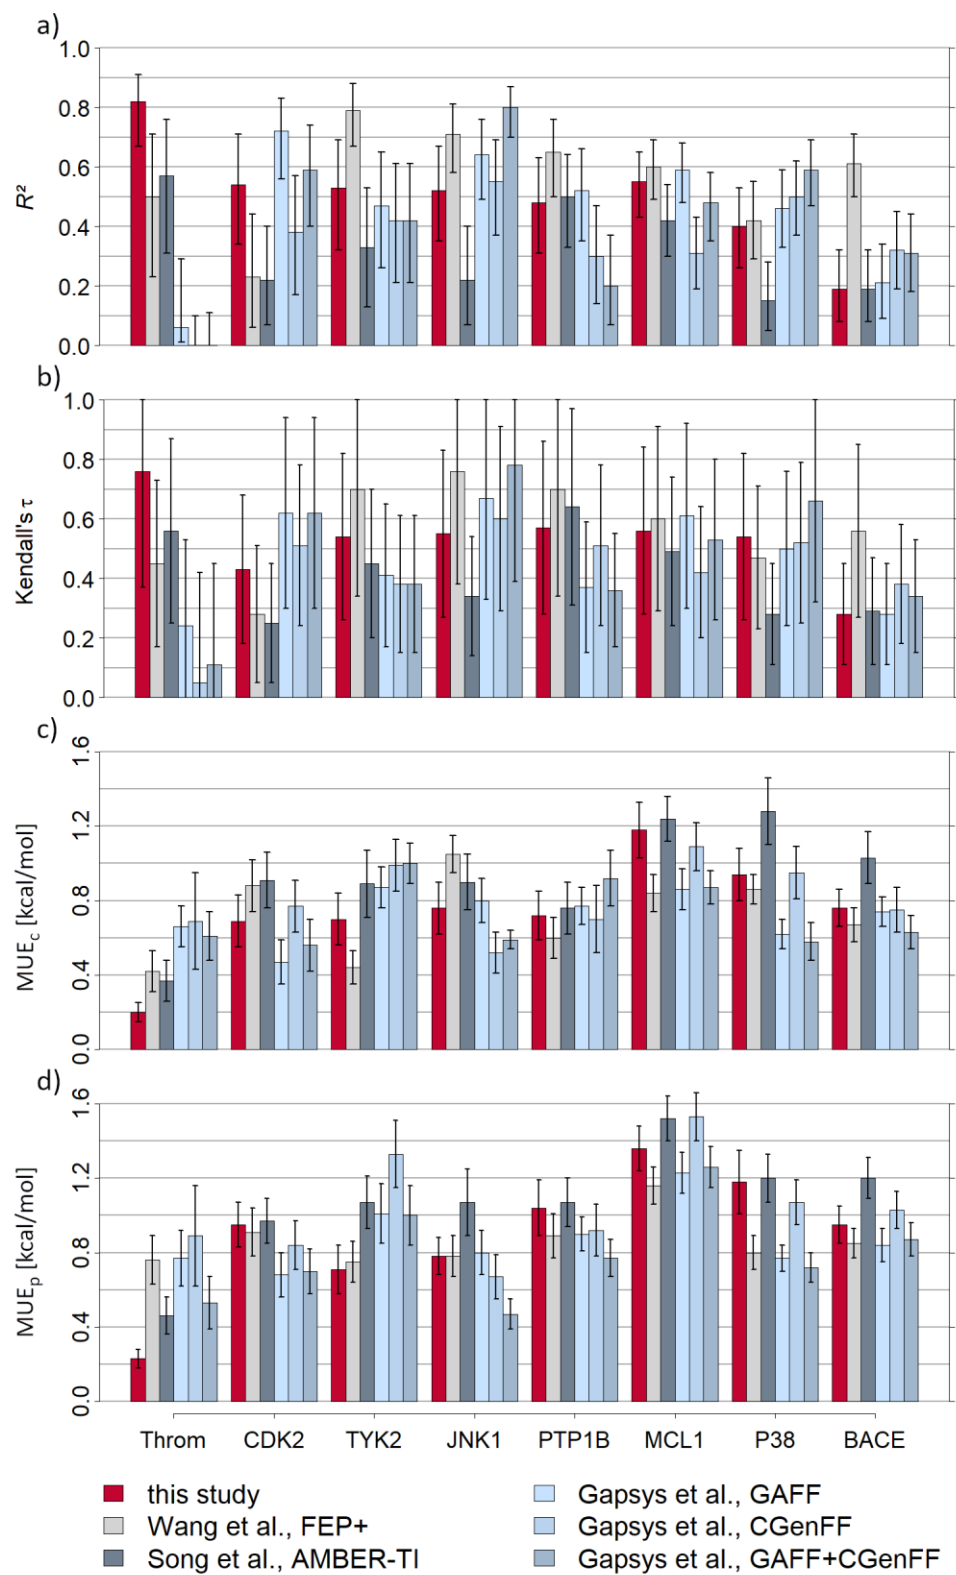 a)
1.0
0.8
0.6
0.4
0.2
0.0
R²
b)
1.0
0.8
0.6
0.4
0.2
0.0
Kendall's τ
c)
1.6
1.2
0.8
0.4
0.0
MUEc [kcal/mol]
d)
1.6
1.2
0.8
0.4
0.0
MUEp [kcal/mol]
Throm CDK2 TYK2 JNK1 PTP1B MCL1 P38 BACE
this study
Wang et al., FEP+
Song et al., AMBER-TI
Gapsys et al., GAFF
Gapsys et al., CGenFF
Gapsys et al., GAFF+CGenFF